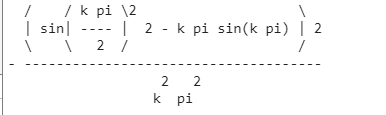 /     / k pi \2                      \
| sin| ---- |  2 - k pi sin(k pi) | 2
\     \   2  /                      /
- -------------------------------------
2   2
k  pi